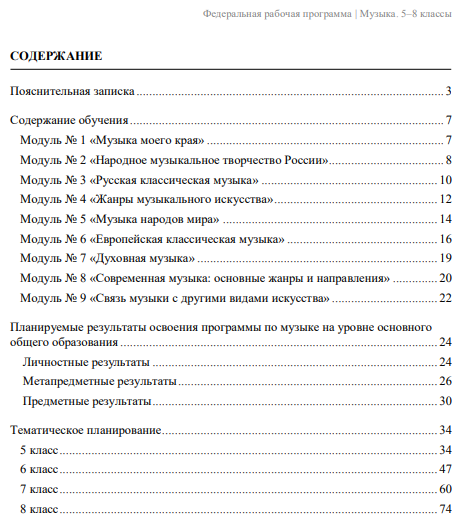 Федеральная рабочая программа | Музыка. 5–8 классы
СОДЕРЖАНИЕ
Пояснительная записка ........ 3
Содержание обучения ........ 7
Модуль № 1 «Музыка моего края» ........ 7
Модуль № 2 «Народное музыкальное творчество России» ........ 8
Модуль № 3 «Русская классическая музыка» ........ 10
Модуль № 4 «Жанры музыкального искусства» ........ 12
Модуль № 5 «Музыка народов мира» ........ 14
Модуль № 6 «Европейская классическая музыка» ........ 16
Модуль № 7 «Духовная музыка» ........ 19
Модуль № 8 «Современная музыка: основные жанры и направления» ........ 20
Модуль № 9 «Связь музыки с другими видами искусства» ........ 22
Планируемые результаты освоения программы по музыке на уровне основного
общего образования ........ 24
Личностные результаты ........ 24
Метапредметные результаты ........ 26
Предметные результаты ........ 30
Тематическое планирование ........ 34
5 класс ........ 34
6 класс ........ 47
7 класс ........ 60
8 класс ........ 74